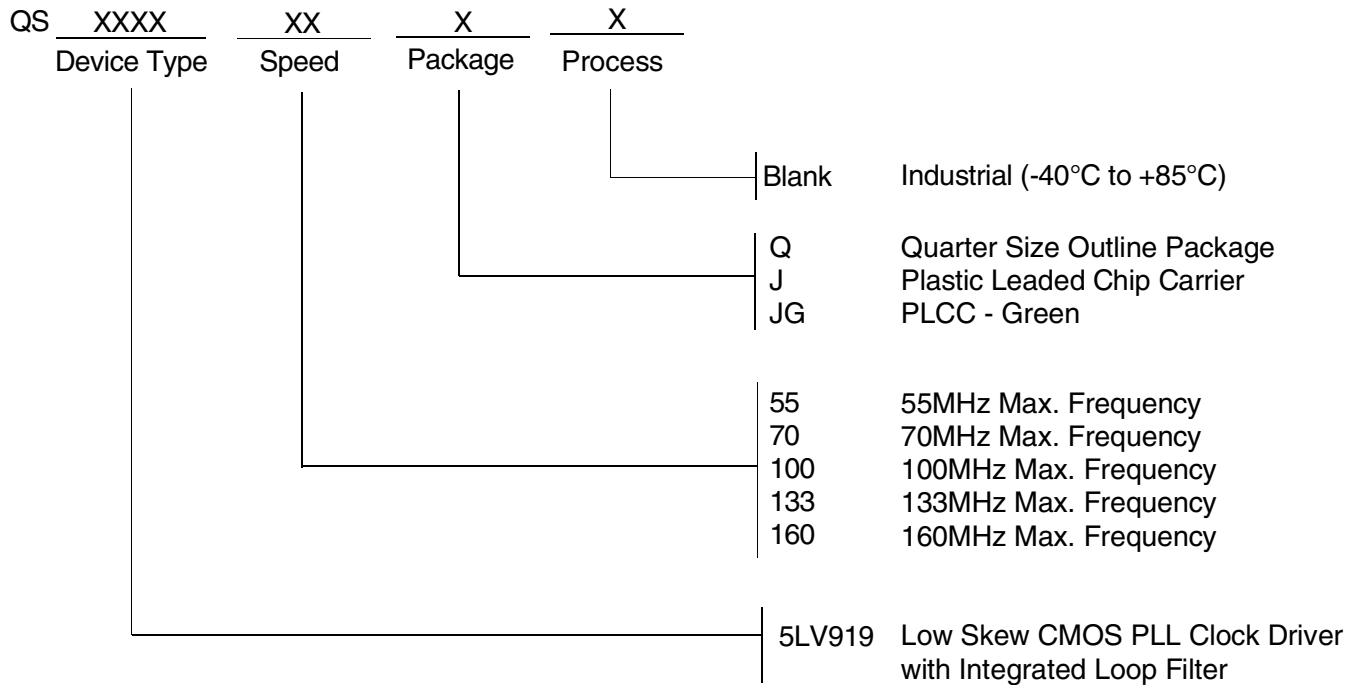 QS XXXX XX X X
Device Type Speed Package Process
Blank Industrial (-40°C to +85°C)
Q Quarter Size Outline Package
J Plastic Leaded Chip Carrier
JG PLCC - Green
55 55MHz Max. Frequency
70 70MHz Max. Frequency
100 100MHz Max. Frequency
133 133MHz Max. Frequency
160 160MHz Max. Frequency
5LV919 Low Skew CMOS PLL Clock Driver
with Integrated Loop Filter